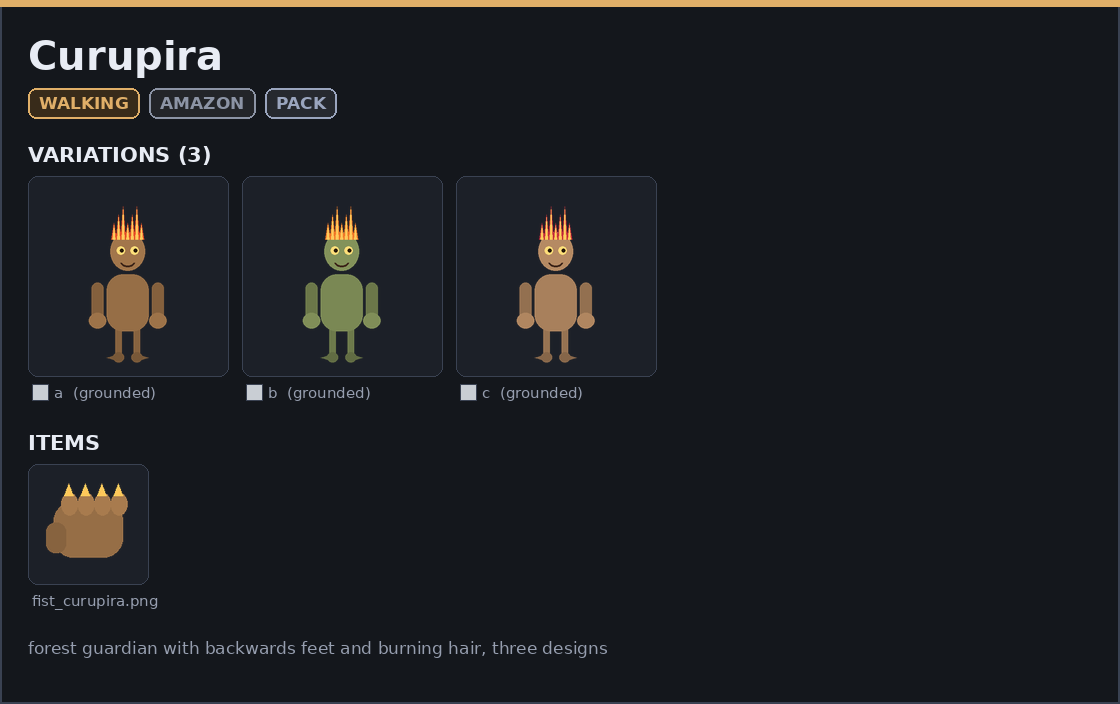 Curupira
WALKING AMAZON PACK
VARIATIONS (3)
a (grounded) b (grounded) c (grounded)
ITEMS
fist_curupira.png
forest guardian with backwards feet and burning hair, three designs